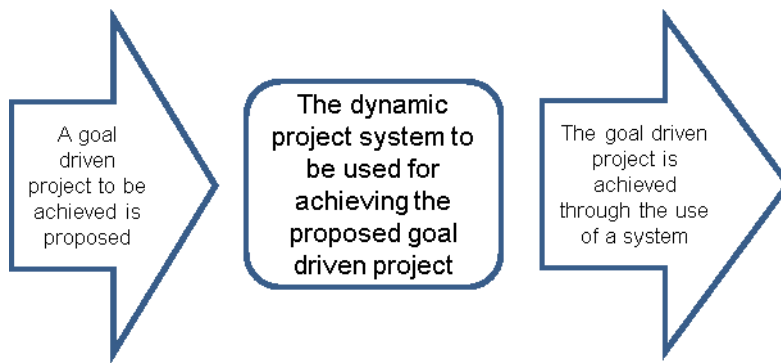 A goal
driven
project to be
achieved is
proposed
The dynamic
project system to
be used for
achieving the
proposed goal
driven project
The goal driven
project is
achieved
through the use
of a system